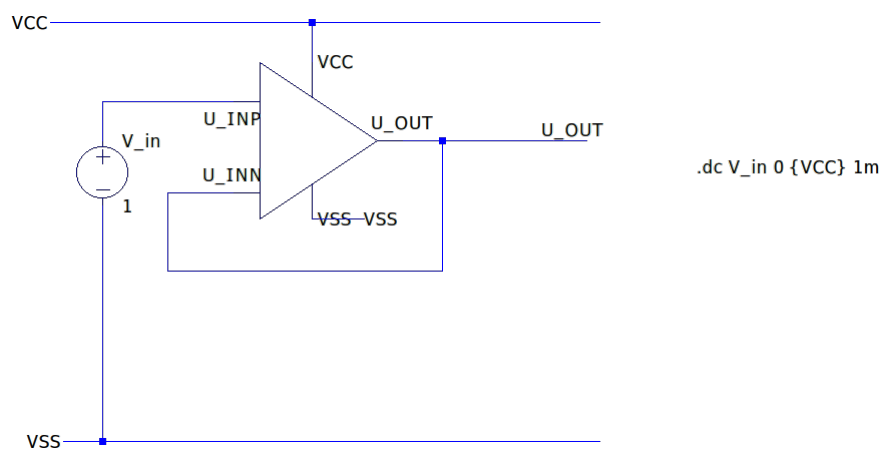 VCC
VCC
U_INP
U_OUT
U_OUT
V_in
.dc V_in 0 {VCC} 1m
U_INN
1
VSS
VSS
VSS